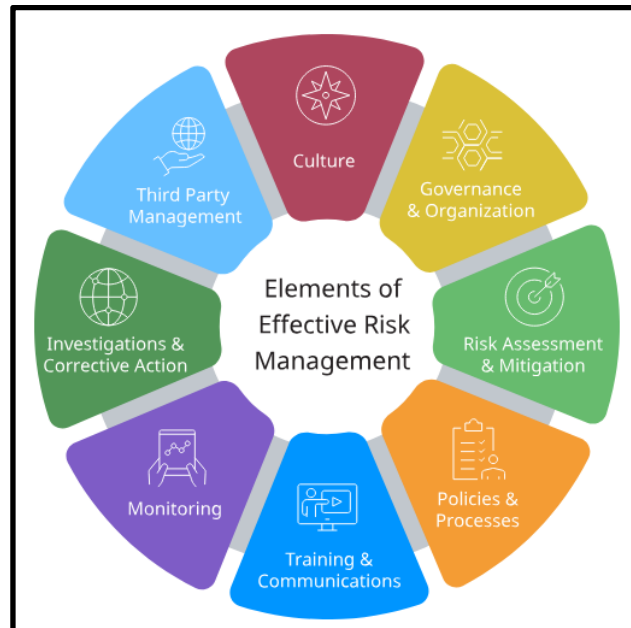 Culture
Governance
& Organization
Risk Assessment
& Mitigation
Policies &
Processes
Training &
Communications
Monitoring
Investigations &
Corrective Action
Third Party
Management
Elements of
Effective Risk
Management